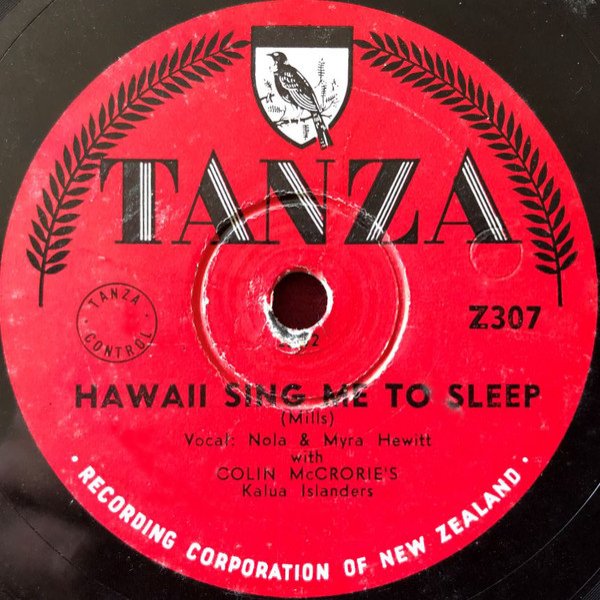 TANZA
TANZA CONTROL
Z307
HAWAII SING ME TO SLEEP
(Mills)
Vocal: Nola & Myra Hewitt
with
COLIN McCRORIE'S
Kalua Islanders
• RECORDING CORPORATION OF NEW ZEALAND •